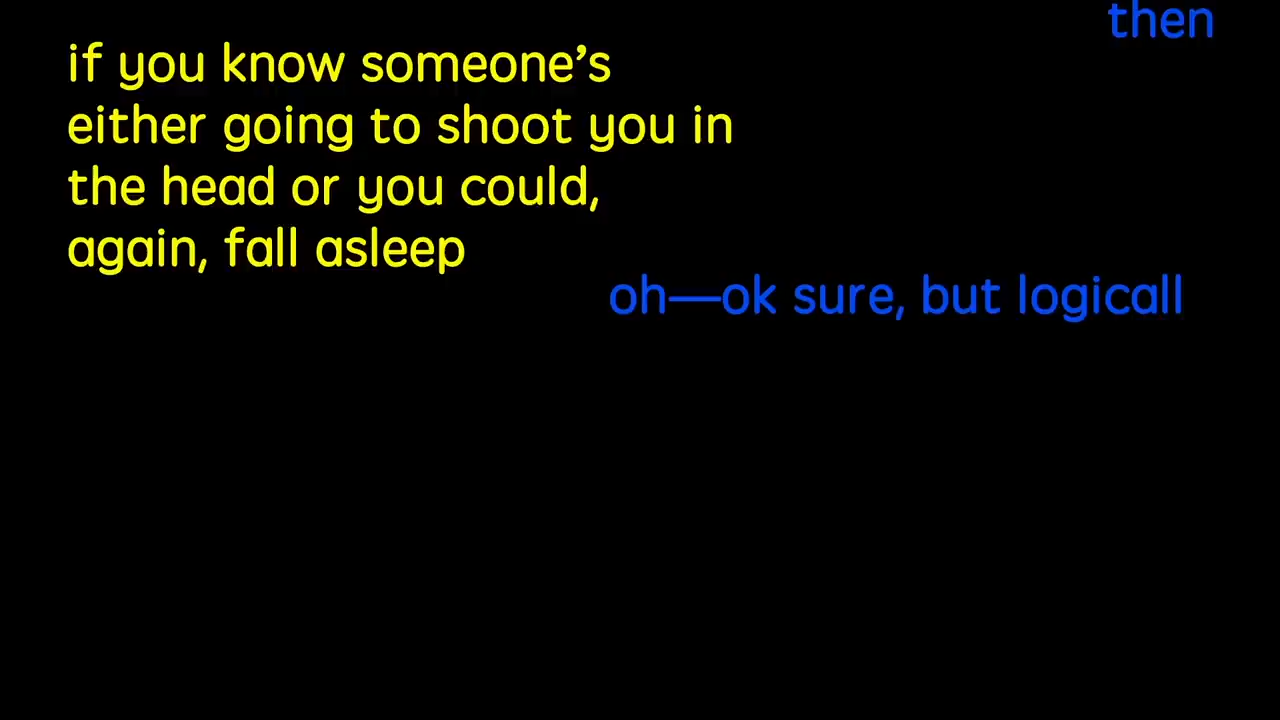 then
if you know someone’s
either going to shoot you in
the head or you could,
again, fall asleep
oh—ok sure, but logicall